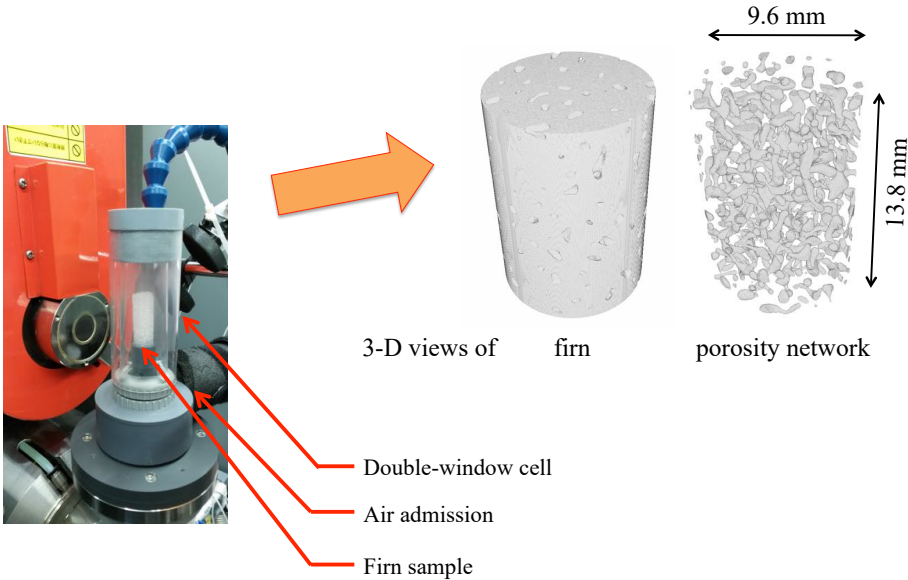 9.6 mm
13.8 mm
3-D views of firn porosity network
Double-window cell
Air admission
Firn sample